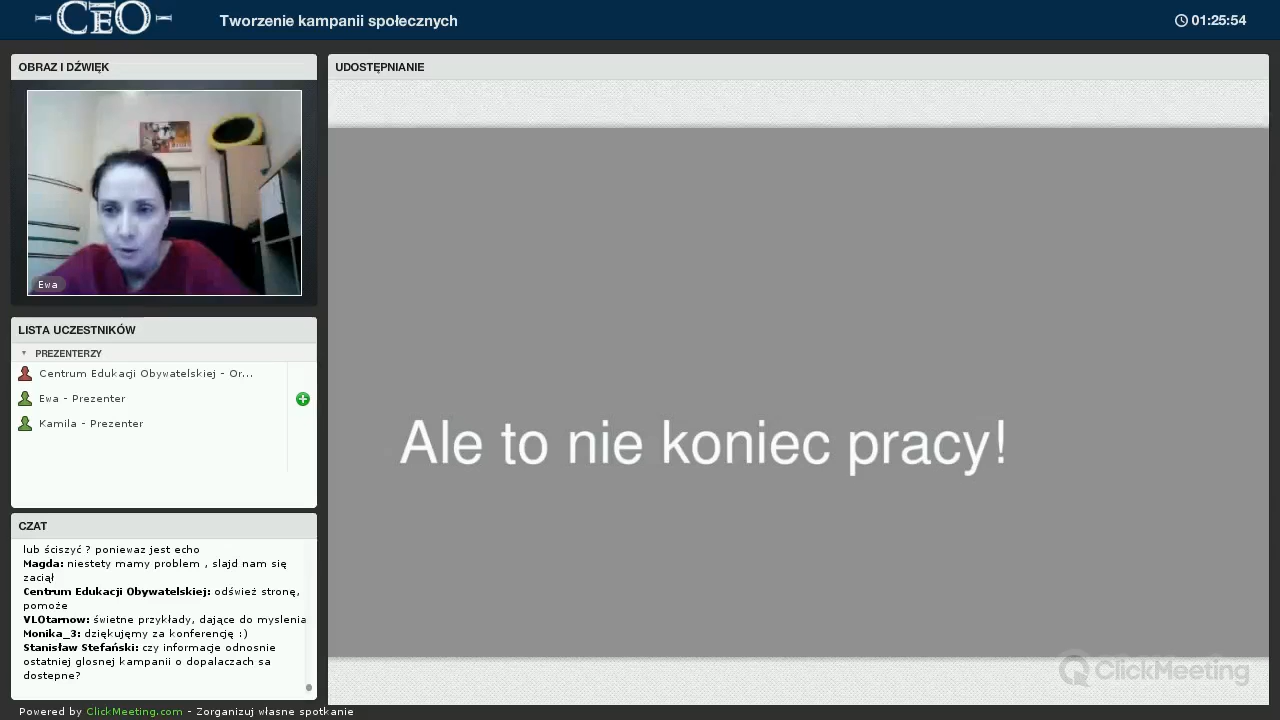 CEO
Tworzenie kampanii społecznych
01:25:54
OBRAZ I DŹWIĘK
Ewa
LISTA UCZESTNIKÓW
PREZENTERZY
Centrum Edukacji Obywatelskiej - Or...
Ewa - Prezenter
Kamila - Prezenter
CZAT
lub ściszyć ? poniewaz jest echo
Magda: niestety mamy problem , slajd nam się
zaciął
Centrum Edukacji Obywatelskiej: odśwież stronę,
pomoże
VLOtarnow: świetne przykłady, dające do myslenia
Monika_3: dziękujęmy za konferencję :)
Stanisław Stefański: czy informacje odnosnie
ostatniej glosnej kampanii o dopalaczach sa
dostepne?
UDOSTĘPNIANIE
Ale to nie koniec pracy!
ClickMeeting
Powered by ClickMeeting.com - Zorganizuj własne spotkanie